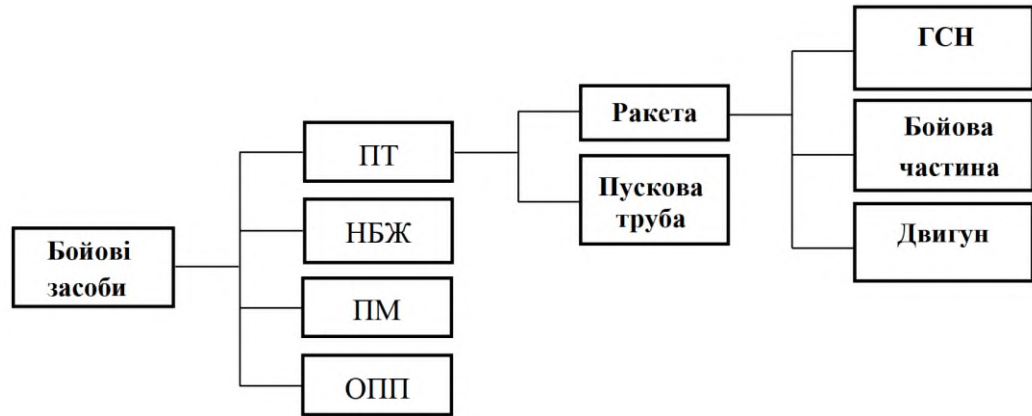 Бойові
засоби
ПТ
НБЖ
ПМ
ОПП
Ракета
Пускова
труба
ГСН
Бойова
частина
Двигун